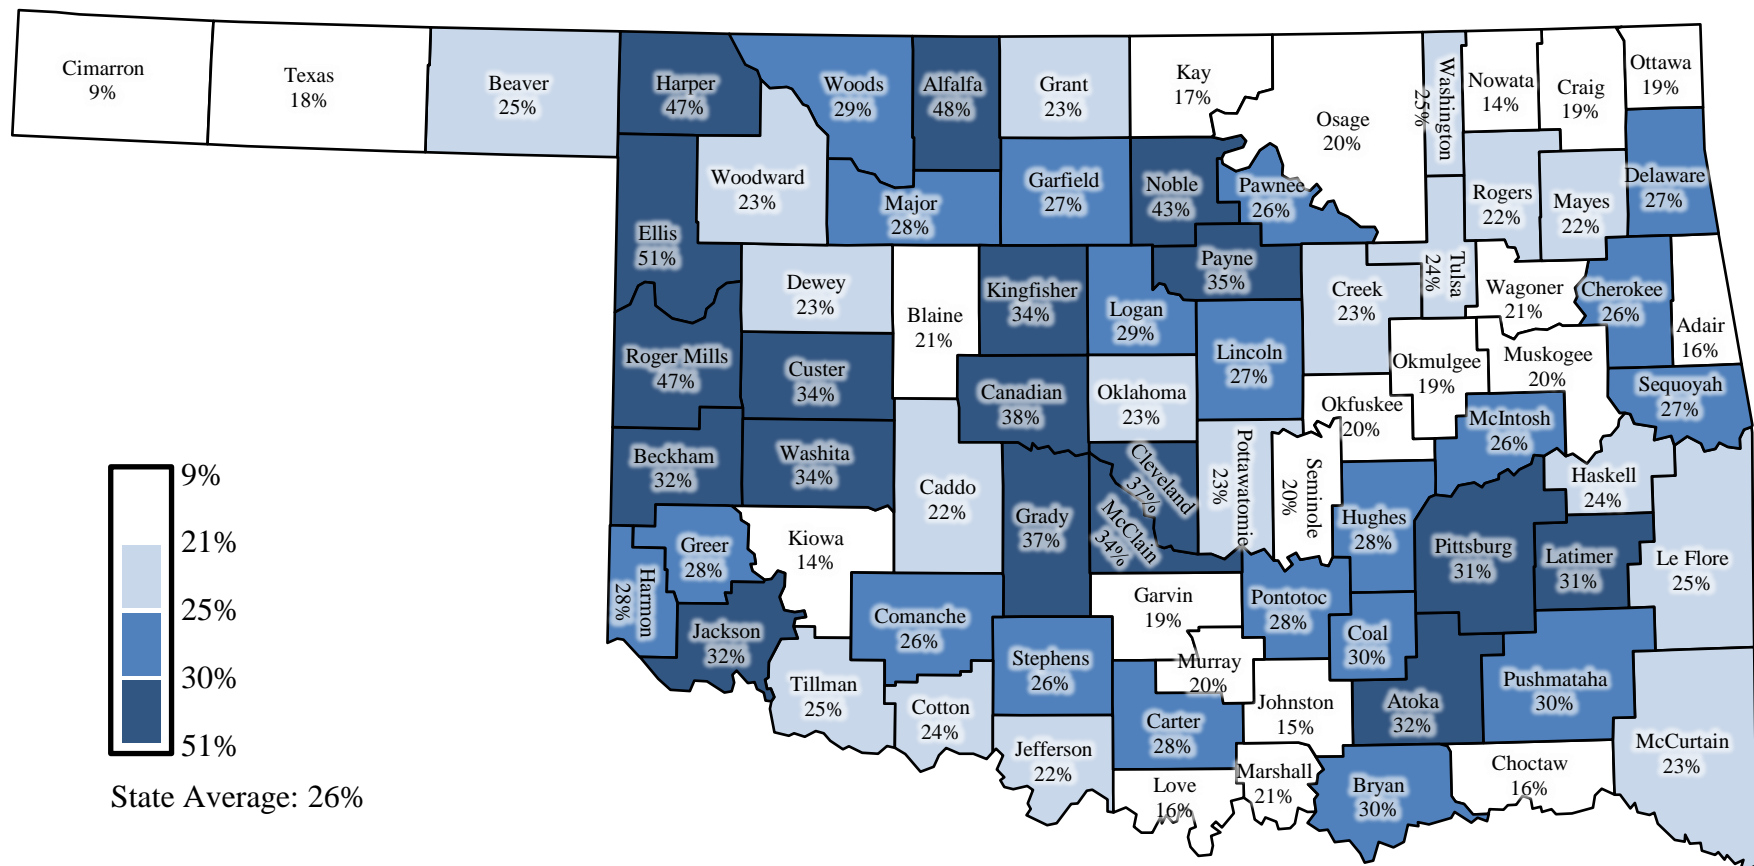 Cimarron
9%
Texas
18%
Beaver
25%
Harper
47%
Woods
29%
Alfalfa
48%
Grant
23%
Kay
17%
Osage
20%
Washington
25%
Nowata
14%
Craig
19%
Ottawa
19%
Woodward
23%
Major
28%
Garfield
27%
Noble
43%
Pawnee
26%
Rogers
22%
Mayes
22%
Delaware
27%
Ellis
51%
Dewey
23%
Blaine
21%
Kingfisher
34%
Logan
29%
Payne
35%
Creek
23%
Tulsa
24%
Wagoner
21%
Cherokee
26%
Adair
16%
Roger Mills
47%
Custer
34%
Canadian
38%
Oklahoma
23%
Lincoln
27%
Okmulgee
19%
Muskogee
20%
Sequoyah
27%
Okfuskee
20%
McIntosh
26%
Beckham
32%
Washita
34%
Caddo
22%
Grady
37%
Cleveland
37%
McClain
34%
Pottawatomie
23%
Seminole
20%
Hughes
28%
Pittsburg
31%
Haskell
24%
Latimer
31%
Le Flore
25%
Harmon
28%
Greer
28%
Kiowa
14%
Jackson
32%
Comanche
26%
Garvin
19%
Pontotoc
28%
Coal
30%
Tillman
25%
Cotton
24%
Stephens
26%
Murray
20%
Johnston
15%
Atoka
32%
Pushmataha
30%
Jefferson
22%
Carter
28%
Love
16%
Marshall
21%
Bryan
30%
Choctaw
16%
McCurtain
23%
9%
21%
25%
30%
51%
State Average: 26%